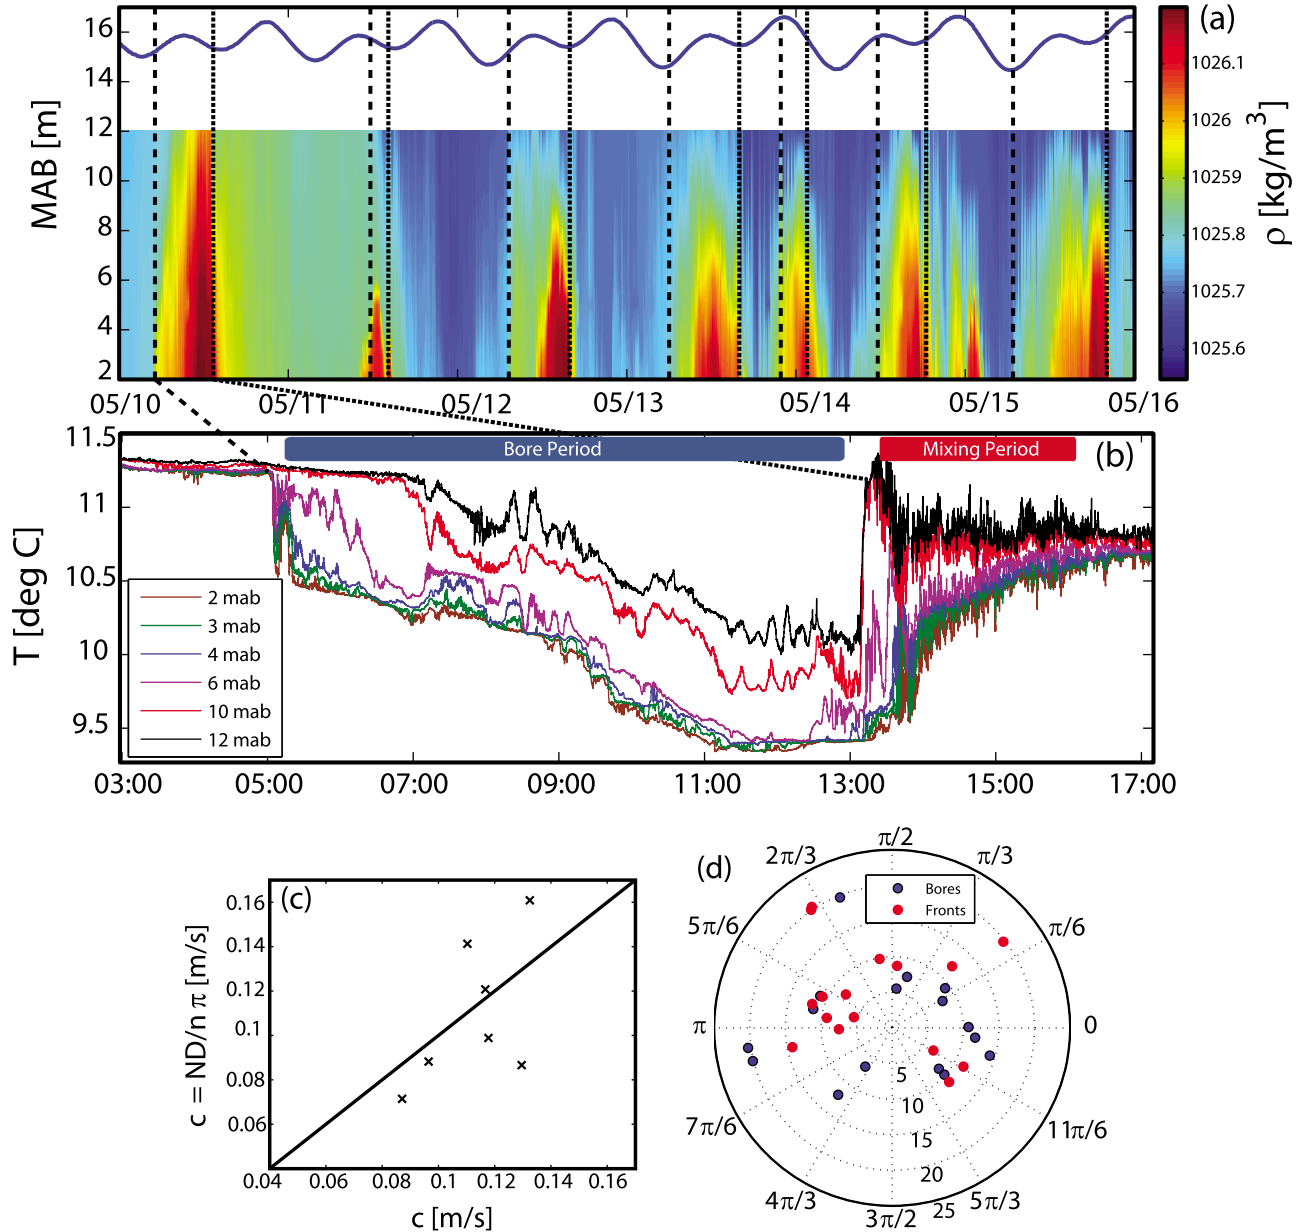 (a)
16
14
12
10
8
6
4
2
MAB [m]
05/10
05/11
05/12
05/13
05/14
05/15
05/16
1026.1
1026
10259
1025.8
1025.7
1025.6
ρ [kg/m³]
11.5
11
10.5
10
9.5
T [deg C]
Bore Period
Mixing Period
(b)
2 mab
3 mab
4 mab
6 mab
10 mab
12 mab
03:00
05:00
07:00
09:00
11:00
13:00
15:00
17:00
(c)
0.16
0.14
0.12
0.1
0.08
0.06
c = ND/n π [m/s]
0.04
0.06
0.08
0.1
0.12
0.14
0.16
c [m/s]
(d)
Bores
Fronts
π/2
π/3
π/6
0
11π/6
5π/3
3π/2
4π/3
7π/6
π
5π/6
2π/3
5
10
15
20
25